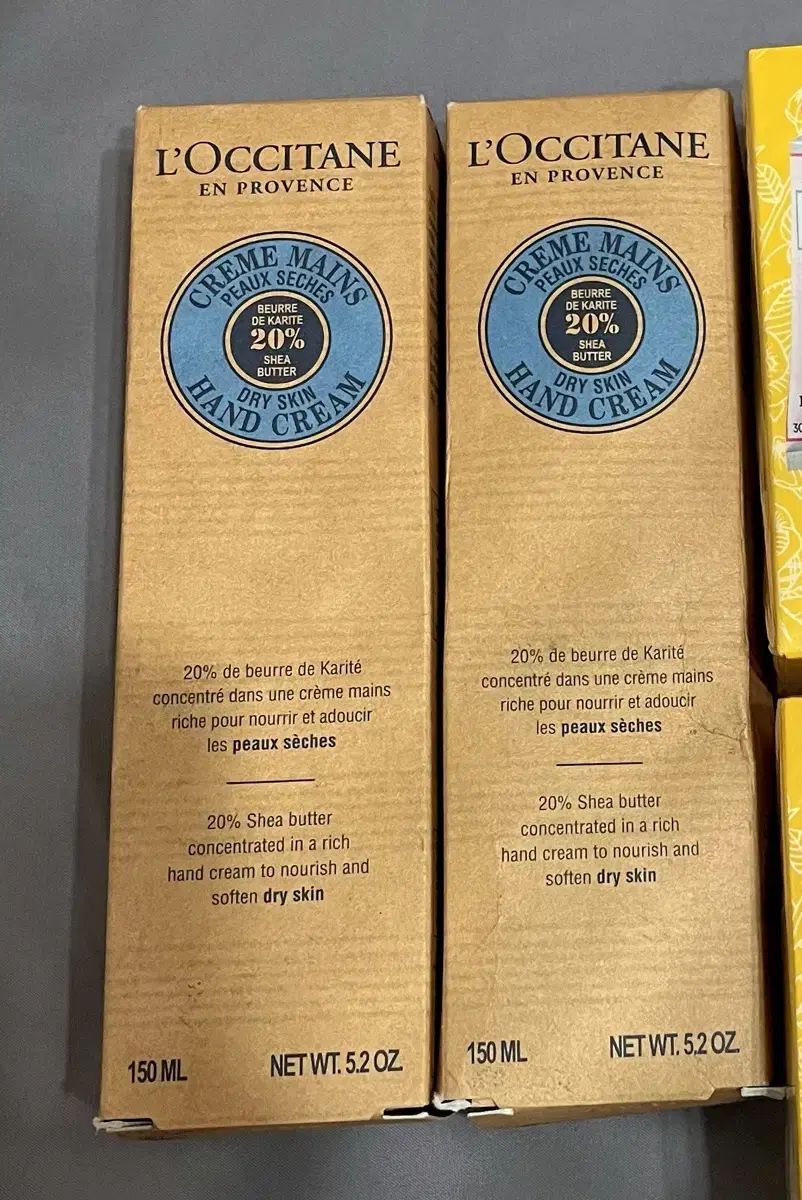 L'OCCITANE
EN PROVENCE
CREME MAINS
PEAUX SECHES
BEURRE
DE KARITE
20%
SHEA
BUTTER
DRY SKIN
HAND CREAM
20% de beurre de Karité
concentré dans une crème mains
riche pour nourrir et adoucir
les peaux sèches
20% Shea butter
concentrated in a rich
hand cream to nourish and
soften dry skin
150 ML NET WT. 5.2 OZ.
L'OCCITANE
EN PROVENCE
CREME MAINS
PEAUX SECHES
BEURRE
DE KARITE
20%
SHEA
BUTTER
DRY SKIN
HAND CREAM
20% de beurre de Karité
concentré dans une crème mains
riche pour nourrir et adoucir
les peaux sèches
20% Shea butter
concentrated in a rich
hand cream to nourish and
soften dry skin
150 ML NET WT. 5.2 OZ.